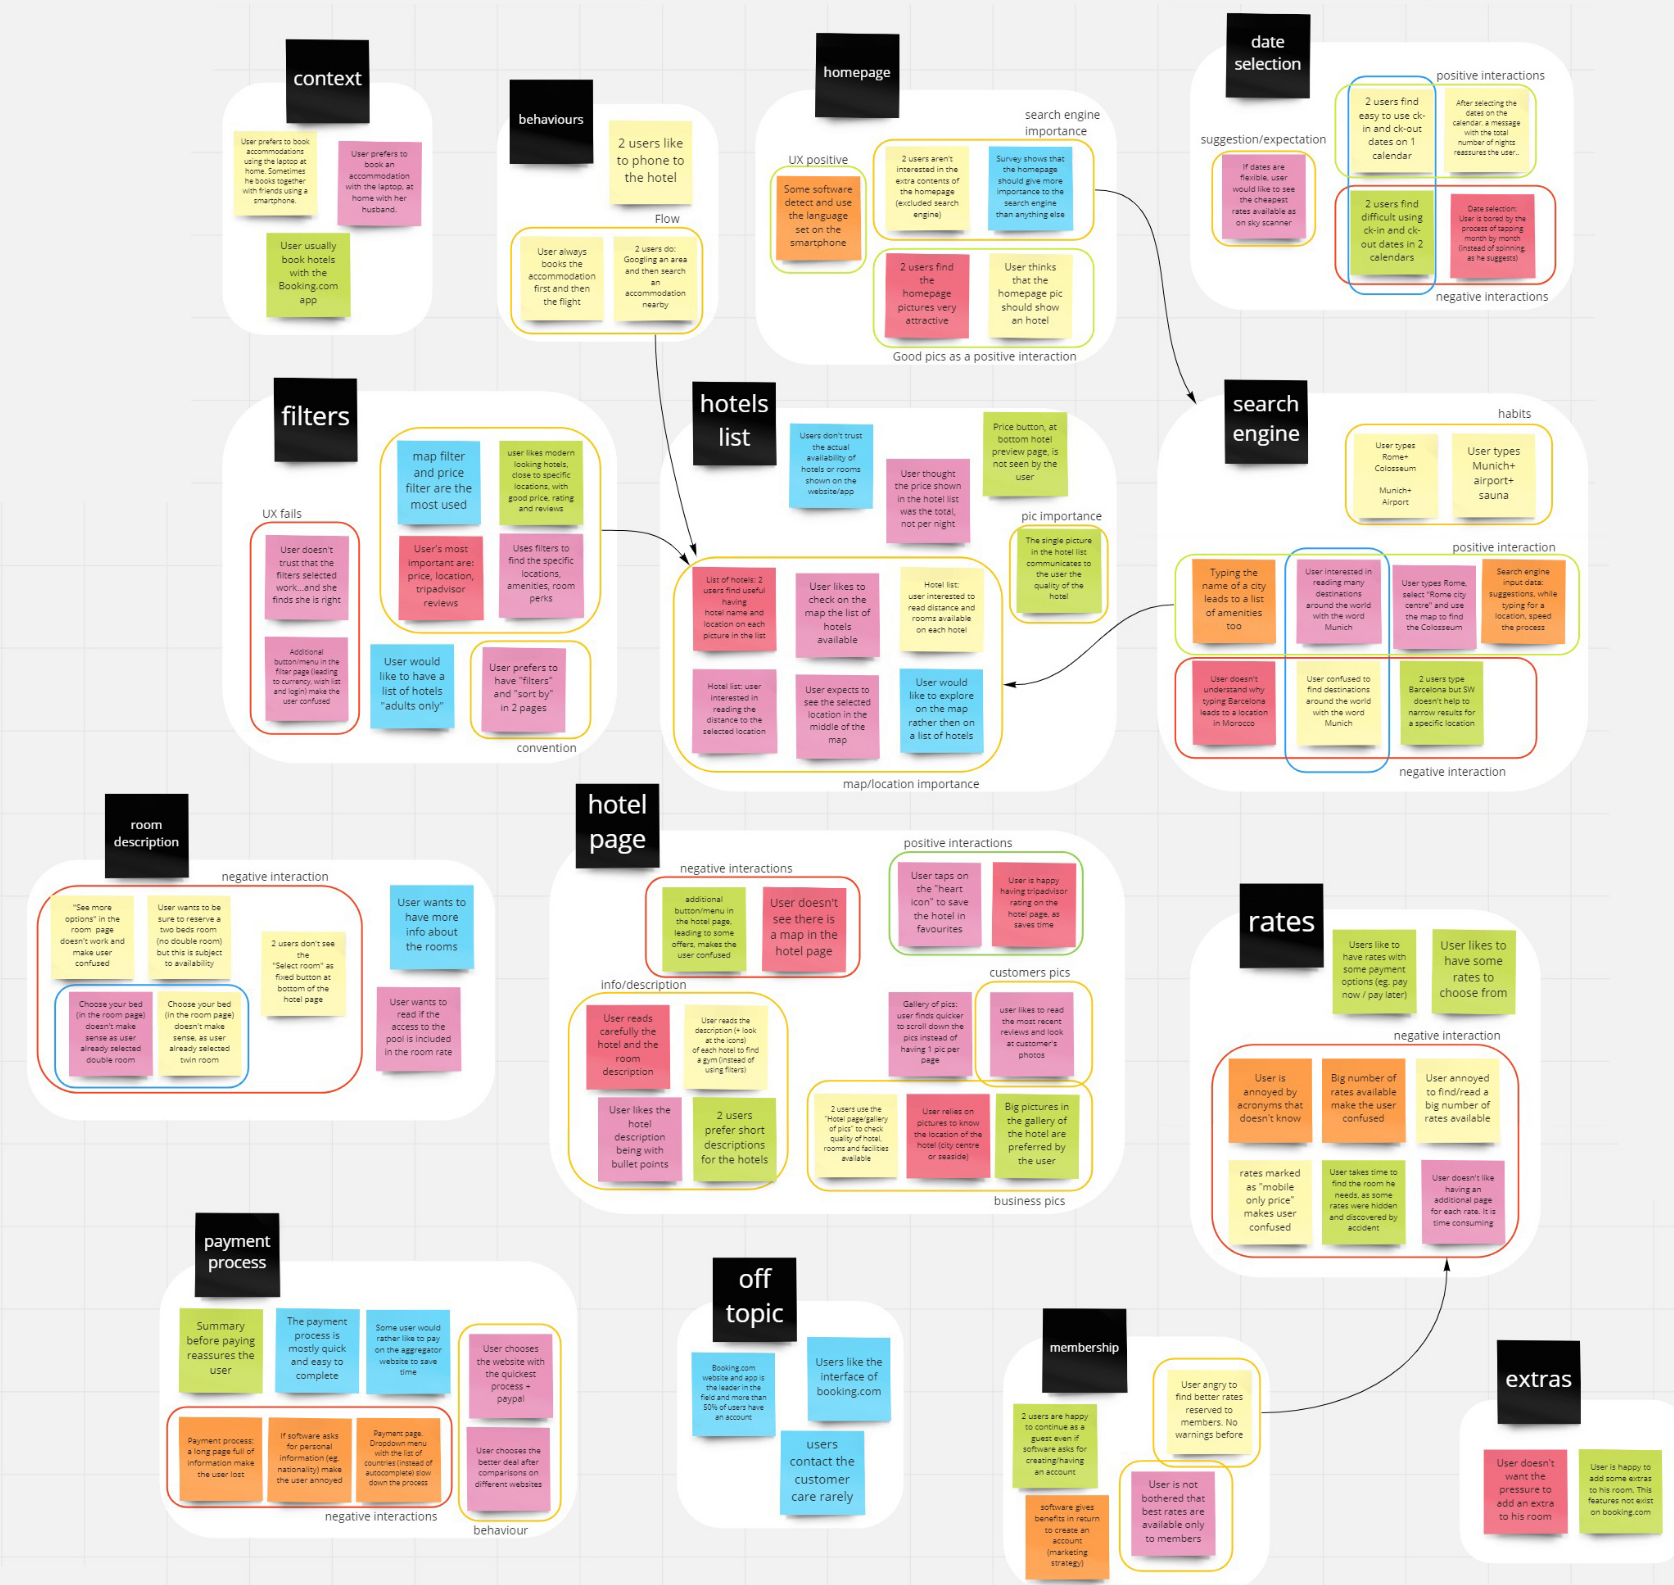 context
User prefers to book
accommodations
using the laptop at
home. Sometimes
he books together
with friends using a
smartphone.
User prefers to
book an
accommodation
with the laptop, at
home with her
husband.
User usually
book hotels
with the
Booking.com
app
behaviours
2 users like
to phone to
the hotel
Flow
User always
books the
accommodation
first and then
the flight
2 users do:
Googling an area
and then search
an
accommodation
nearby
homepage
search engine
importance
UX positive
Some software
detect and use
the language
set on the
smartphone
2 users aren't
interested in the
extra contents of
the homepage
(excluded search
engine)
Survey shows that
the homepage
should give more
importance to the
search engine
than anything else
2 users find
the
homepage
pictures very
attractive
User thinks
that the
homepage pic
should show
an hotel
Good pics as a positive interaction
date
selection
positive interactions
2 users find
easy to use ck-
in and ck-out
dates on 1
calendar
After selecting the
dates on the
calendar, a message
with the total
number of nights
reassures the user..
suggestion/expectation
If dates are
flexible, user
would like to see
the cheapest
rates available as
on sky scanner
2 users find
difficult using
ck-in and ck-
out dates in 2
calendars
Date selection:
User is bored by the
process of tapping
month by month
(instead of spinning,
as he suggests)
negative interactions
filters
map filter
and price
filter are the
most used
user likes modern
looking hotels,
close to specific
locations, with
good price, rating
and reviews
User's most
important are:
price, location,
tripadvisor
reviews
Uses filters to
find the specific
locations,
amenities, room
perks
UX fails
User doesn't
trust that the
filters selected
work...and she
finds she is right
Additional
button/menu in the
filter page (leading
to currency, wish list
and login) make the
user confused
User would
like to have a
list of hotels
"adults only"
User prefers to
have "filters"
and "sort by"
in 2 pages
convention
hotels
list
Users don't trust
the actual
availability of
hotels or rooms
shown on the
website/app
User thought
the price shown
in the hotel list
was the total,
not per night
Price button, at
bottom hotel
preview page, is
not seen by the
user
pic importance
The single picture
in the hotel list
communicates to
the user the
quality of the
hotel
List of hotels: 2
users find useful
having
hotel name and
location on each
picture in the list
User likes to
check on the
map the list of
hotels
available
Hotel list:
user interested to
read distance and
rooms available
on each hotel
Hotel list: user
interested in
reading the
distance to the
selected location
User expects to
see the selected
location in the
middle of the
map
User would
like to explore
on the map
rather then on
a list of hotels
map/location importance
search
engine
habits
User types
Rome+
Colosseum
Munich+
Airport
User types
Munich+
airport+
sauna
positive interaction
Typing the
name of a city
leads to a list
of amenities
too
User interested in
reading many
destinations
around the world
with the word
Munich
User types Rome,
select "Rome city
centre" and use
the map to find
the Colosseum
Search engine
input data:
suggestions, while
typing for a
location, speed
the process
User doesn't
understand why
typing Barcelona
leads to a location
in Morocco
User confused to
find destinations
around the world
with the word
Munich
2 users type
Barcelona but SW
doesn't help to
narrow results for
a specific location
negative interaction
room
description
negative interaction
"See more
options" in the
room page
doesn't work and
make user
confused
User wants to be
sure to reserve a
two beds room
(no double room)
but this is subject
to availability
2 users don't see
the
"Select room" as
fixed button at
bottom of the
hotel page
Choose your bed
(in the room page)
doesn't make
sense as user
already selected
double room
Choose your bed
(in the room page)
doesn't make
sense, as user
already selected
twin room
User wants to
have more
info about
the rooms
User wants to
read if the
access to the
pool is included
in the room rate
hotel
page
negative interactions
additional
button/menu in
the hotel page,
leading to some
offers, makes the
user confused
User doesn't
see there is
a map in the
hotel page
positive interactions
User taps on
the "heart
icon" to save
the hotel in
favourites
User is happy
having tripadvisor
rating on the
hotel page, as
saves time
info/description
User reads
carefully the
hotel and the
room
description
User reads the
description (+ look
at the icons)
of each hotel to find
a gym (instead of
using filters)
User likes the
hotel
description
being with
bullet points
2 users
prefer short
descriptions
for the hotels
customers pics
Gallery of pics:
user finds quicker
to scroll down the
pics instead of
having 1 pic per
page
user likes to read
the most recent
reviews and look
at customer's
photos
2 users use the
"Hotel page/gallery
of pics" to check
quality of hotel,
rooms and facilities
available
User relies on
pictures to know
the location of the
hotel (city centre
or seaside)
Big pictures in
the gallery of
the hotel are
preferred by
the user
business pics
rates
Users like to
have rates with
some payment
options (eg. pay
now / pay later)
User likes to
have some
rates to
choose from
negative interaction
User is
annoyed by
acronyms that
doesn't know
Big number of
rates available
make the user
confused
User annoyed
to find/read a
big number of
rates available
rates marked
as "mobile
only price"
makes user
confused
User takes time to
find the room he
needs, as some
rates were hidden
and discovered by
accident
User doesn't like
having an
additional page
for each rate. It is
time consuming
payment
process
Summary
before paying
reassures the
user
The payment
process is
mostly quick
and easy to
complete
Some user would
rather like to pay
on the aggregator
website to save
time
User chooses
the website with
the quickest
process +
paypal
Payment process:
a long page full of
information make
the user lost
If software asks
for personal
information (eg.
nationality) make
the user annoyed
Payment page.
Dropdown menu
with the list of
countries (instead of
autocomplete) slow
down the process
User chooses the
better deal after
comparisons on
different websites
negative interactions
behaviour
off
topic
Booking.com
website and app is
the leader in the
field and more than
50% of users have
an account
Users like the
interface of
booking.com
users
contact the
customer
care rarely
membership
2 users are happy
to continue as a
guest even if
software asks for
creating/having
an account
User angry to
find better rates
reserved to
members. No
warnings before
software gives
benefits in return
to create an
account
(marketing
strategy)
User is not
bothered that
best rates are
available only
to members
extras
User doesn't
want the
pressure to
add an extra
to his room
User is happy to
add some extras
to his room. This
features not exist
on booking.com